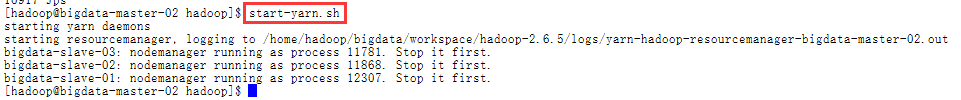 10917 Jps
[hadoop@bigdata-master-02 hadoop]$ start-yarn.sh
starting yarn daemons
starting resourcemanager, logging to /home/hadoop/bigdata/workspace/hadoop-2.6.5/logs/yarn-hadoop-resourcemanager-bigdata-master-02.out
bigdata-slave-03: nodemanager running as process 11781. Stop it first.
bigdata-slave-02: nodemanager running as process 11868. Stop it first.
bigdata-slave-01: nodemanager running as process 12307. Stop it first.
[hadoop@bigdata-master-02 hadoop]$